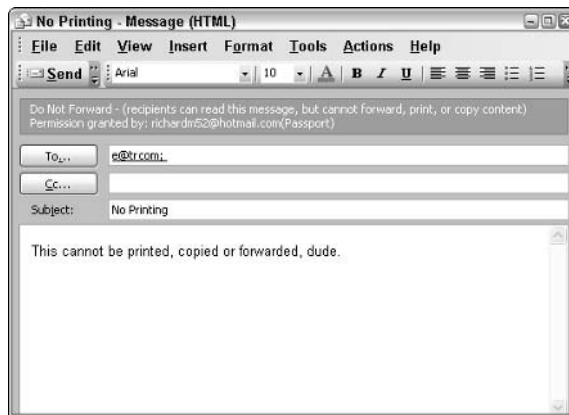 No Printing - Message (HTML)
File Edit View Insert Format Tools Actions Help
Send Arial 10 A B I U
Do Not Forward - (recipients can read this message, but cannot forward, print, or copy content)
Permission granted by: richardm52@hotmail.com(Passport)
To... e@tr.com;
Cc...
Subject: No Printing
This cannot be printed, copied or forwarded, dude.